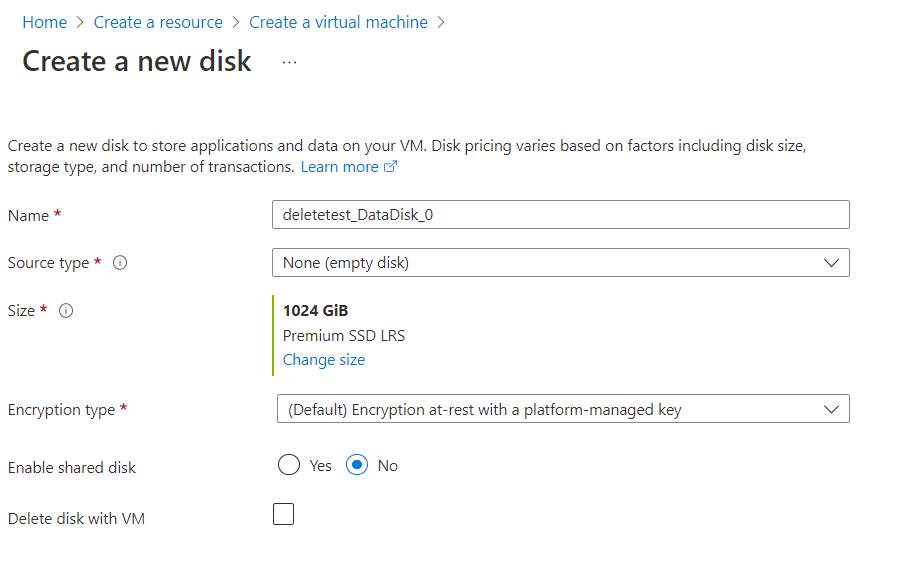 Home > Create a resource > Create a virtual machine >
Create a new disk ...
Create a new disk to store applications and data on your VM. Disk pricing varies based on factors including disk size,
storage type, and number of transactions. Learn more
Name *
deletetest_DataDisk_0
Source type *
None (empty disk)
Size *
1024 GiB
Premium SSD LRS
Change size
Encryption type *
(Default) Encryption at-rest with a platform-managed key
Enable shared disk
Yes
No
Delete disk with VM